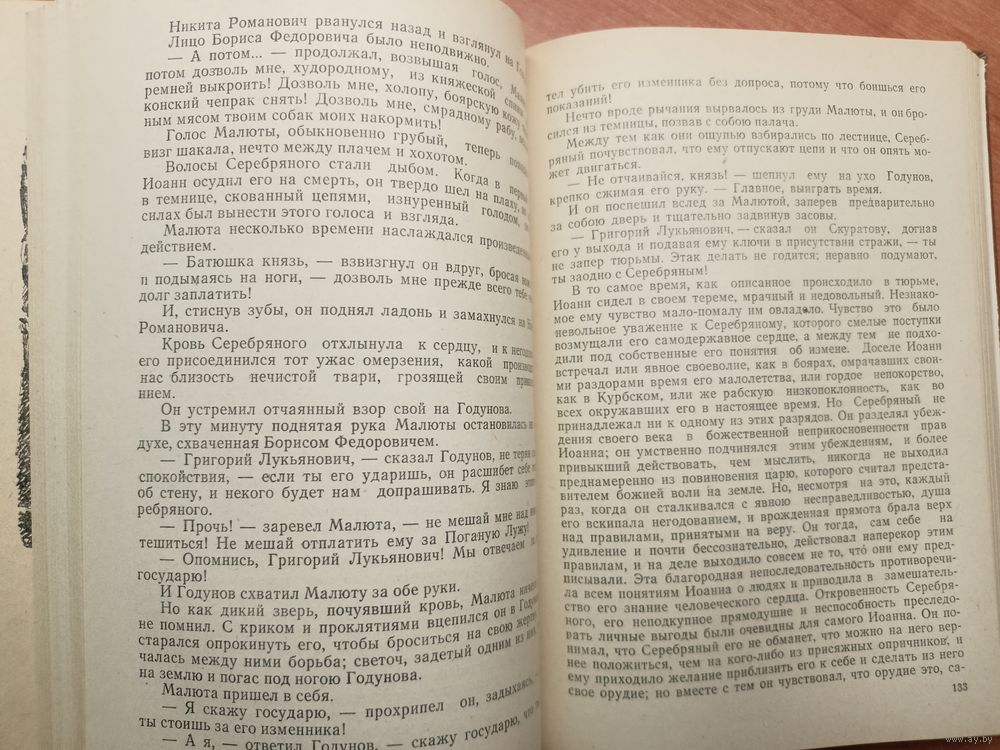 Никита Романович рванулся назад и взглянул на
Лицо Бориса Федоровича было неподвижно.
— А потом... — продолжал, возвышая голос,
потом дозволь мне, худородному, из княжеской спины
ремней выкроить! Дозволь мне, холопу, боярскую кожу
конский чепрак снять! Дозволь мне, смрадному рабу,
ным мясом твоим собак моих накормить!
Голос Малюты, обыкновенно грубый, теперь
визг шакала, нечто между плачем и хохотом.
Волосы Серебряного стали дыбом. Когда в первый
Иоанн осудил его на смерть, он твердо шел на плаху, но
в темнице, скованный цепями, изнуренный голодом,
силах был вынести этого голоса и взгляда.
Малюта несколько времени наслаждался
действием.
— Батюшка князь, — взвизгнул он вдруг, бросая
и подымаясь на ноги, — дозволь мне прежде всего тебе
долг заплатить!
И, стиснув зубы, он поднял ладонь и замахнулся на
Романовича.
Кровь Серебряного отхлынула к сердцу, и к
его присоединился тот ужас омерзения, какой
нас близость нечистой твари, грозящей своим
нием.
Он устремил отчаянный взор свой на Годунова.
В эту минуту поднятая рука Малюты остановилась
духе, схваченная Борисом Федоровичем.
— Григорий Лукьянович, — сказал Годунов, не теряя
спокойствия, — если ты его ударишь, он расшибет себе
об стену, и некого будет нам допрашивать. Я знаю
ребряного.
— Прочь! — заревел Малюта, — не мешай мне над
тешиться! Не мешай отплатить ему за Поганую Лужу!
— Опомнись, Григорий Лукьянович! Мы отвечаем
государю!
И Годунов схватил Малюту за обе руки.
Но как дикий зверь, почуявший кровь, Малюта ничего
не помнил. С криком и проклятиями вцепился он в
старался опрокинуть его, чтобы броситься на свою жертву.
чалась между ними борьба; светоч, задетый одним из них,
на землю и погас под ногою Годунова.
Малюта пришел в себя.
— Я скажу государю, — прохрипел он, задыхаясь, —
ты стоишь за его изменника!
— А я, — ответил Годунов, — скажу государю, что
тел убить его изменника без допроса, потому что боишься его
показаний!
Нечто вроде рычания вырвалось из груди Малюты, и он бро-
сился из темницы, позвав с собою палача.
Между тем как они ощупью взбирались по лестнице, Сереб-
ряный почувствовал, что ему отпускают цепи и что он опять мо-
жет двигаться.
— Не отчаивайся, князь! — шепнул ему на ухо Годунов,
крепко сжимая его руку. — Главное, выиграть время.
И он поспешил вслед за Малютой, заперев предварительно
за собою дверь и тщательно задвинув засовы.
— Григорий Лукьянович, — сказал он Скуратову, догнав
его у выхода и подавая ему ключи в присутствии стражи, — ты
не запер тюрьмы. Этак делать не годится; неравно подумают,
ты заодно с Серебряным!
В то самое время, как описанное происходило в тюрьме,
Иоанн сидел в своем тереме, мрачный и недовольный. Незнако-
мое ему чувство мало-помалу им овладело. Чувство это было
невольное уважение к Серебряному, которого смелые поступки
возмущали его самодержавное сердце, а между тем не подхо-
дили под собственные его понятия об измене. Доселе Иоанн
встречал или явное своеволие, как в боярах, омрачавших свои-
ми раздорами время его малолетства, или гордое непокорство,
как в Курбском, или же рабскую низкопоклонность, как во
всех окружавших его в настоящее время. Но Серебряный не
принадлежал ни к одному из этих разрядов. Он разделял убеж-
дения своего века в божественной неприкосновенности прав
Иоанна; он умственно подчинялся этим убеждениям, и более
привыкший действовать, чем мыслить, никогда не выходил
преднамеренно из повиновения царю, которого считал предста-
вителем божией воли на земле. Но, несмотря на это, каждый
раз, когда он сталкивался с явною несправедливостью, душа
его вскипала негодованием, и врожденная прямота брала верх
над правилами, принятыми на веру. Он тогда, сам себе на
удивление и почти бессознательно, действовал наперекор этим
правилам, и на деле выходило совсем не то, что они ему пред-
писывали. Эта благородная непоследовательность противоречи-
ла всем понятиям Иоанна о людях и приводила в замешатель-
ство его знание человеческого сердца. Откровенность Серебря-
ного, его неподкупное прямодушие и неспособность преследо-
вать личные выгоды были очевидны для самого Иоанна. Он по-
нимал, что Серебряный его не обманет, что можно на него вер-
нее положиться, чем на кого-либо из присяжных опричников, и
ему приходило желание приблизить его к себе и сделать из него
свое орудие; но вместе с тем он чувствовал, что орудие это, са-
133
www.ay.by